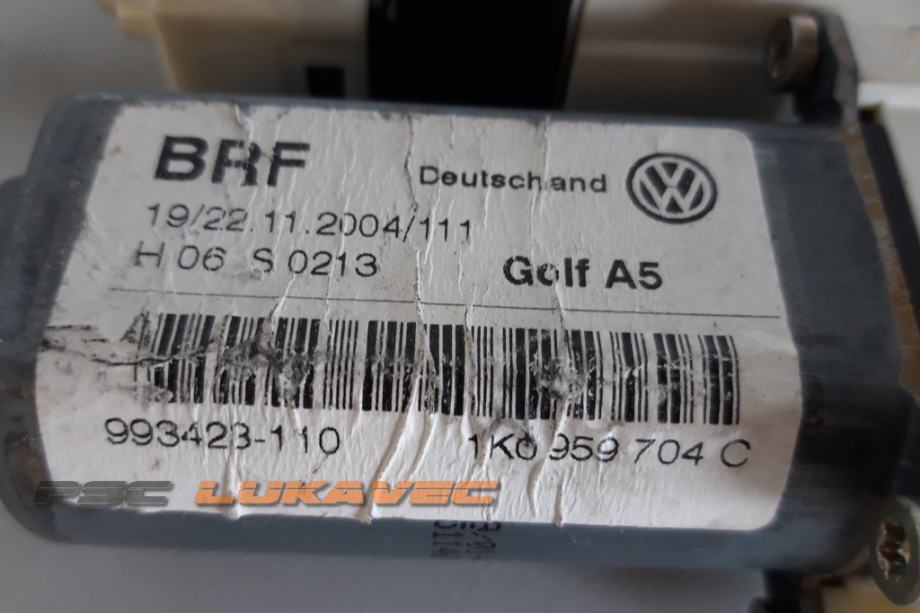 BRF Deutschland
19/22.11.2004/111
H 06 S 0213 Golf A5
993423-110 1K0 959 704 C
PSC LUKAVEC